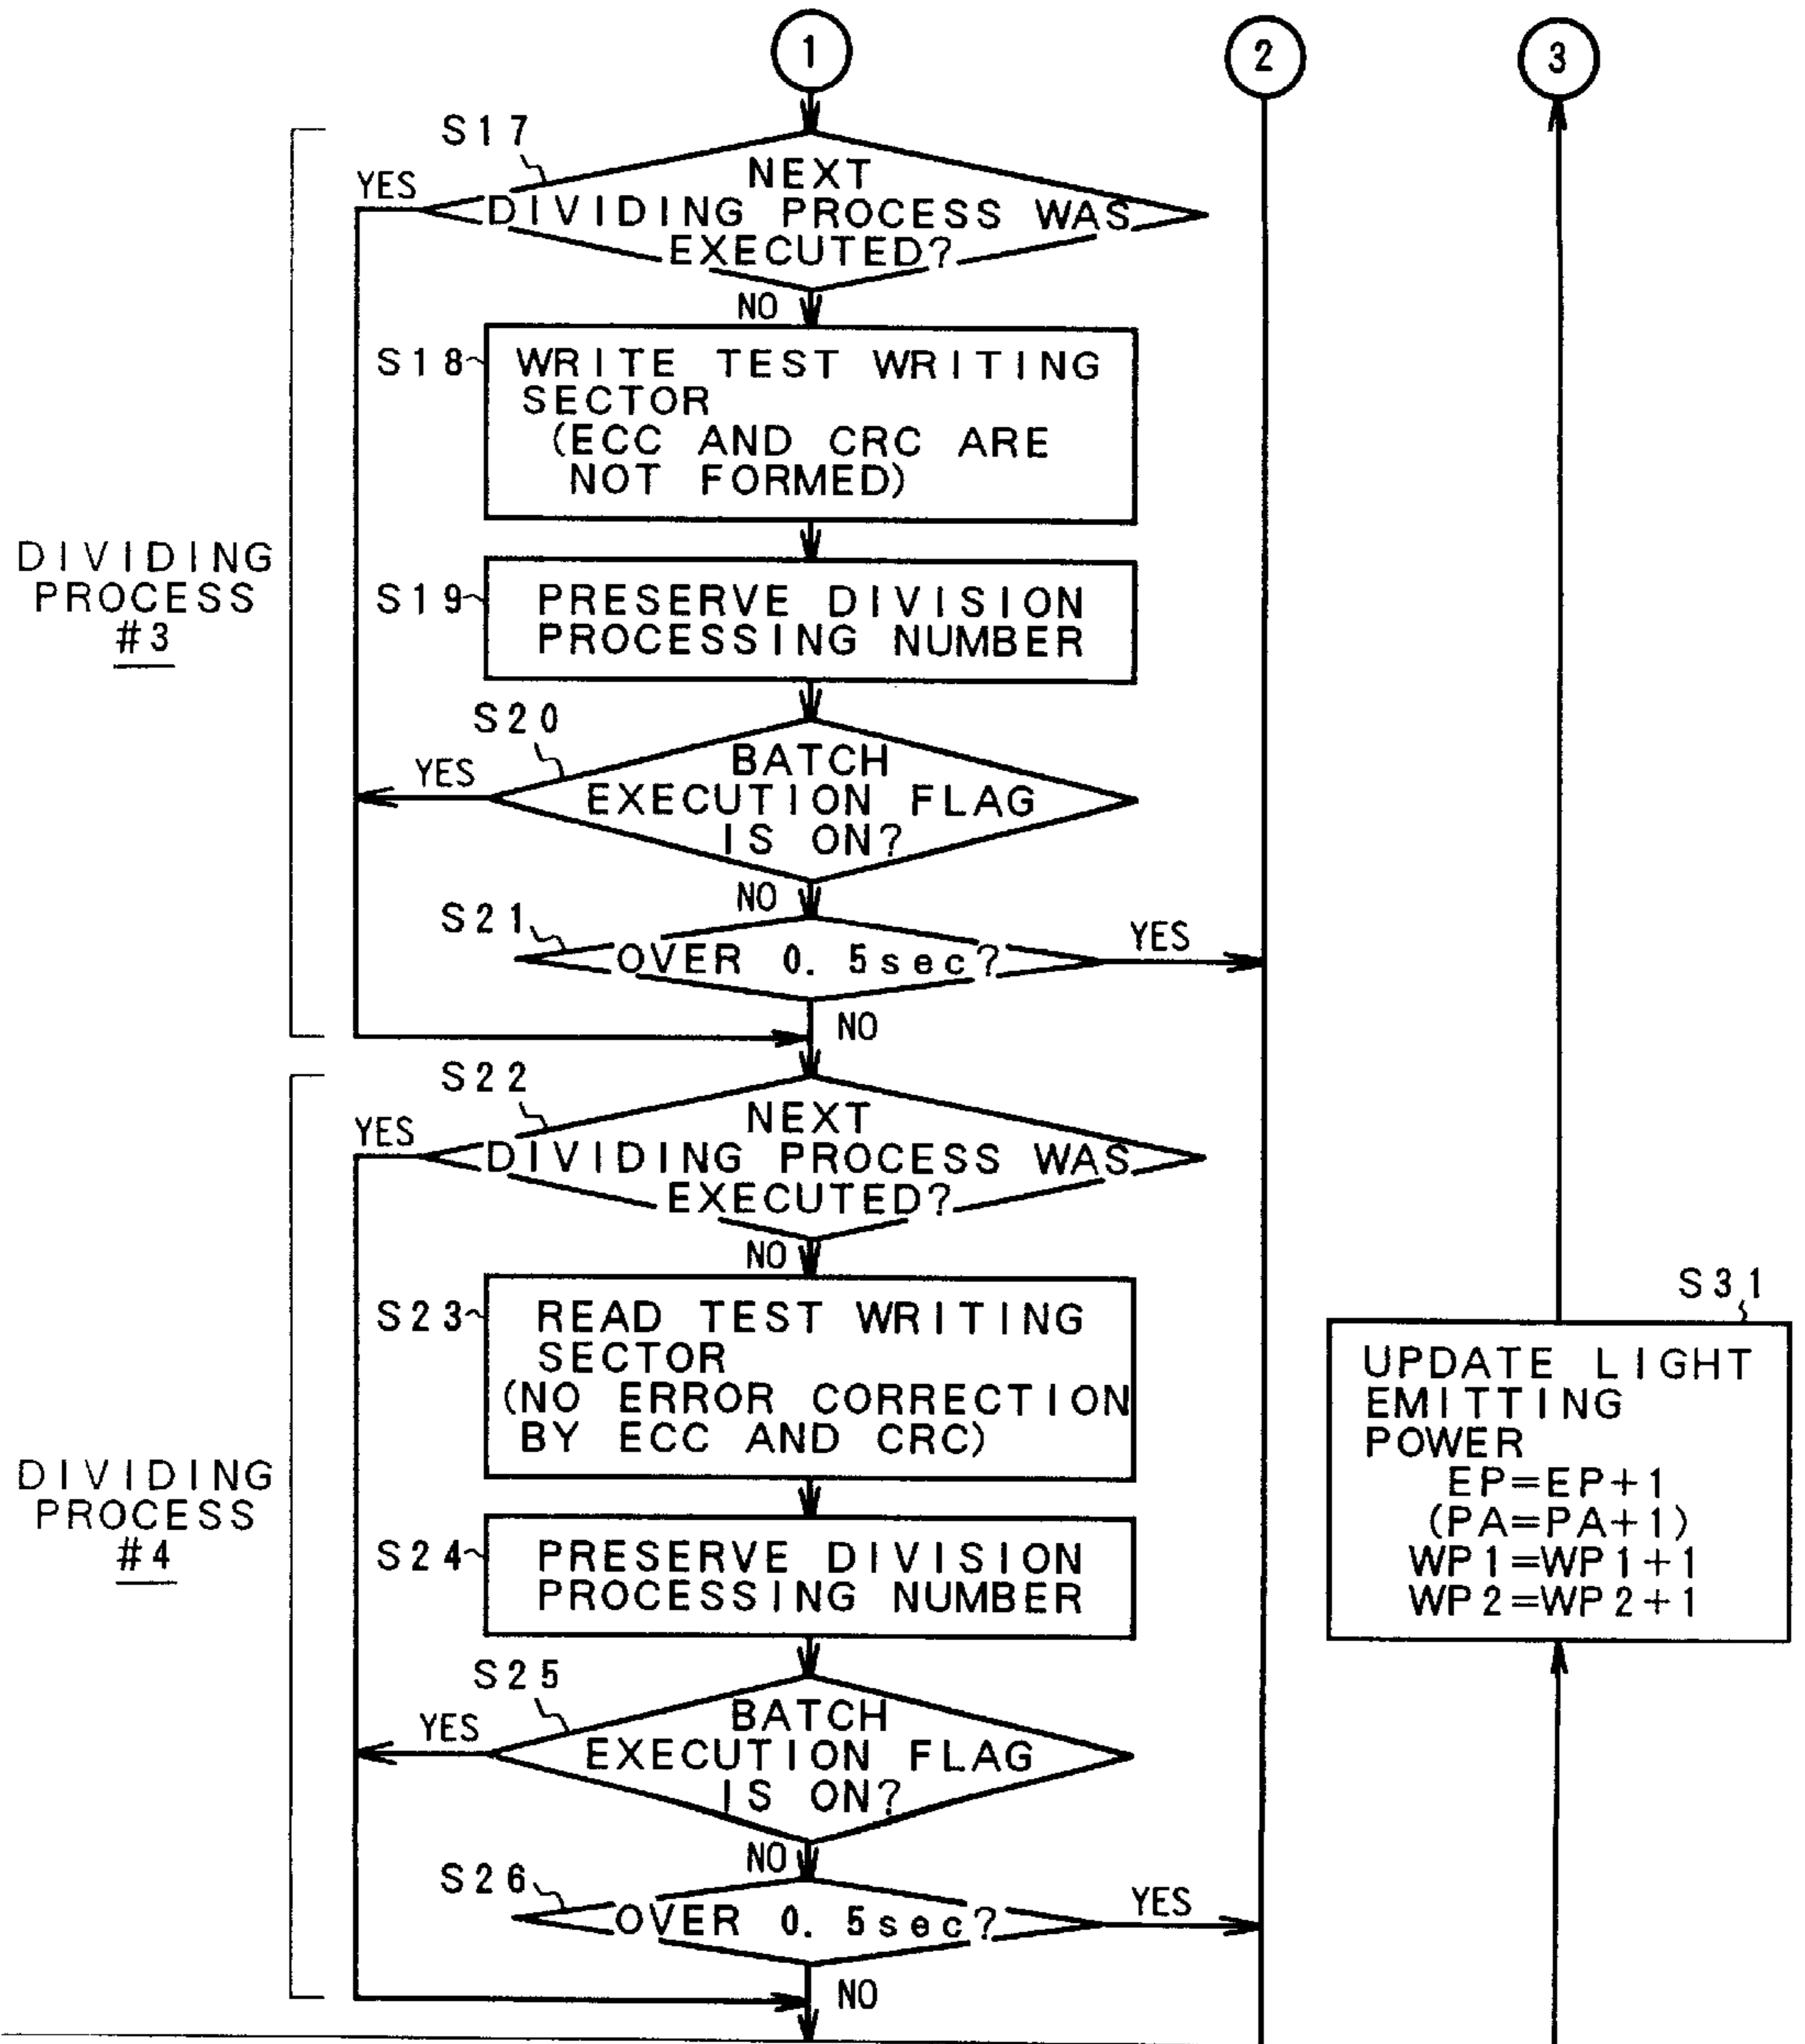 1
2
3
S17
YES
NEXT
DIVIDING PROCESS WAS
EXECUTED?
NO
S18
WRITE TEST WRITING
SECTOR
(ECC AND CRC ARE
NOT FORMED)
DIVIDING
PROCESS
#3
S19
PRESERVE DIVISION
PROCESSING NUMBER
S20
YES
BATCH
EXECUTION FLAG
IS ON?
NO
S21
OVER 0.5sec?
YES
NO
S22
YES
NEXT
DIVIDING PROCESS WAS
EXECUTED?
NO
S23
READ TEST WRITING
SECTOR
(NO ERROR CORRECTION
BY ECC AND CRC)
S31
UPDATE LIGHT
EMITTING
POWER
EP=EP+1
(PA=PA+1)
WP1=WP1+1
WP2=WP2+1
DIVIDING
PROCESS
#4
S24
PRESERVE DIVISION
PROCESSING NUMBER
S25
YES
BATCH
EXECUTION FLAG
IS ON?
NO
S26
OVER 0.5sec?
YES
NO